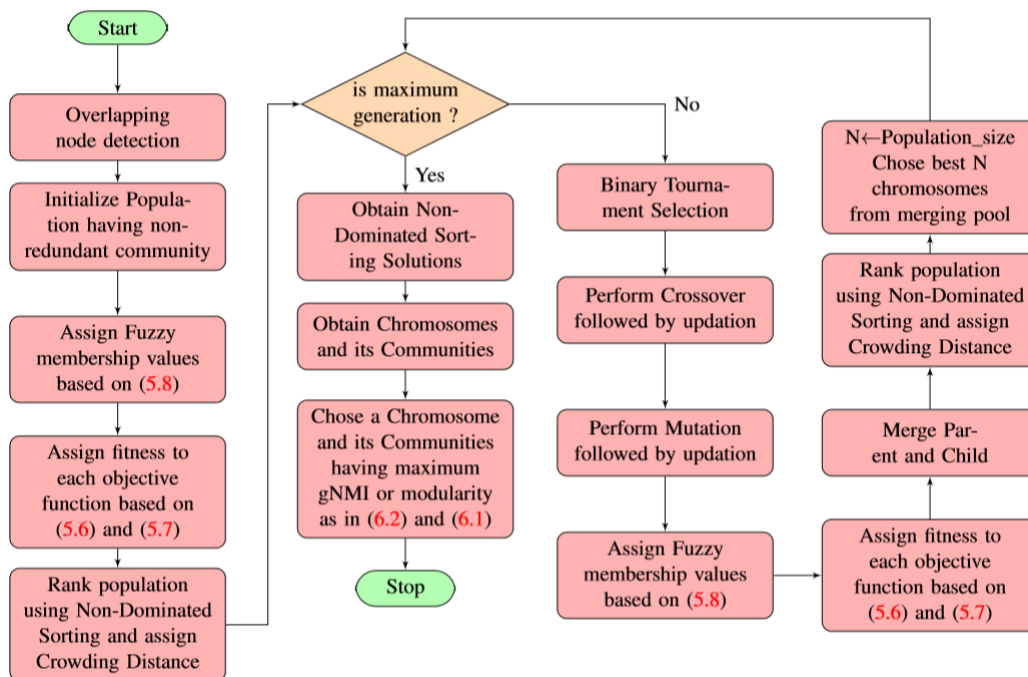 Start
Overlapping
node detection
Initialize Popula-
tion having non-
redundant community
Assign Fuzzy
membership values
based on (5.8)
Assign fitness to
each objective
function based on
(5.6) and (5.7)
Rank population
using Non-Dominated
Sorting and assign
Crowding Distance
is maximum
generation ?
Yes
Obtain Non-
Dominated Sort-
ing Solutions
Obtain Chromosomes
and its Communities
Chose a Chromosome
and its Communities
having maximum
gNMI or modularity
as in (6.2) and (6.1)
Stop
No
Binary Tourna-
ment Selection
Perform Crossover
followed by updation
Perform Mutation
followed by updation
Assign Fuzzy
membership values
based on (5.8)
Assign fitness to
each objective
function based on
(5.6) and (5.7)
Merge Par-
ent and Child
Rank population
using Non-Dominated
Sorting and assign
Crowding Distance
N←Population_size
Chose best N
chromosomes
from merging pool